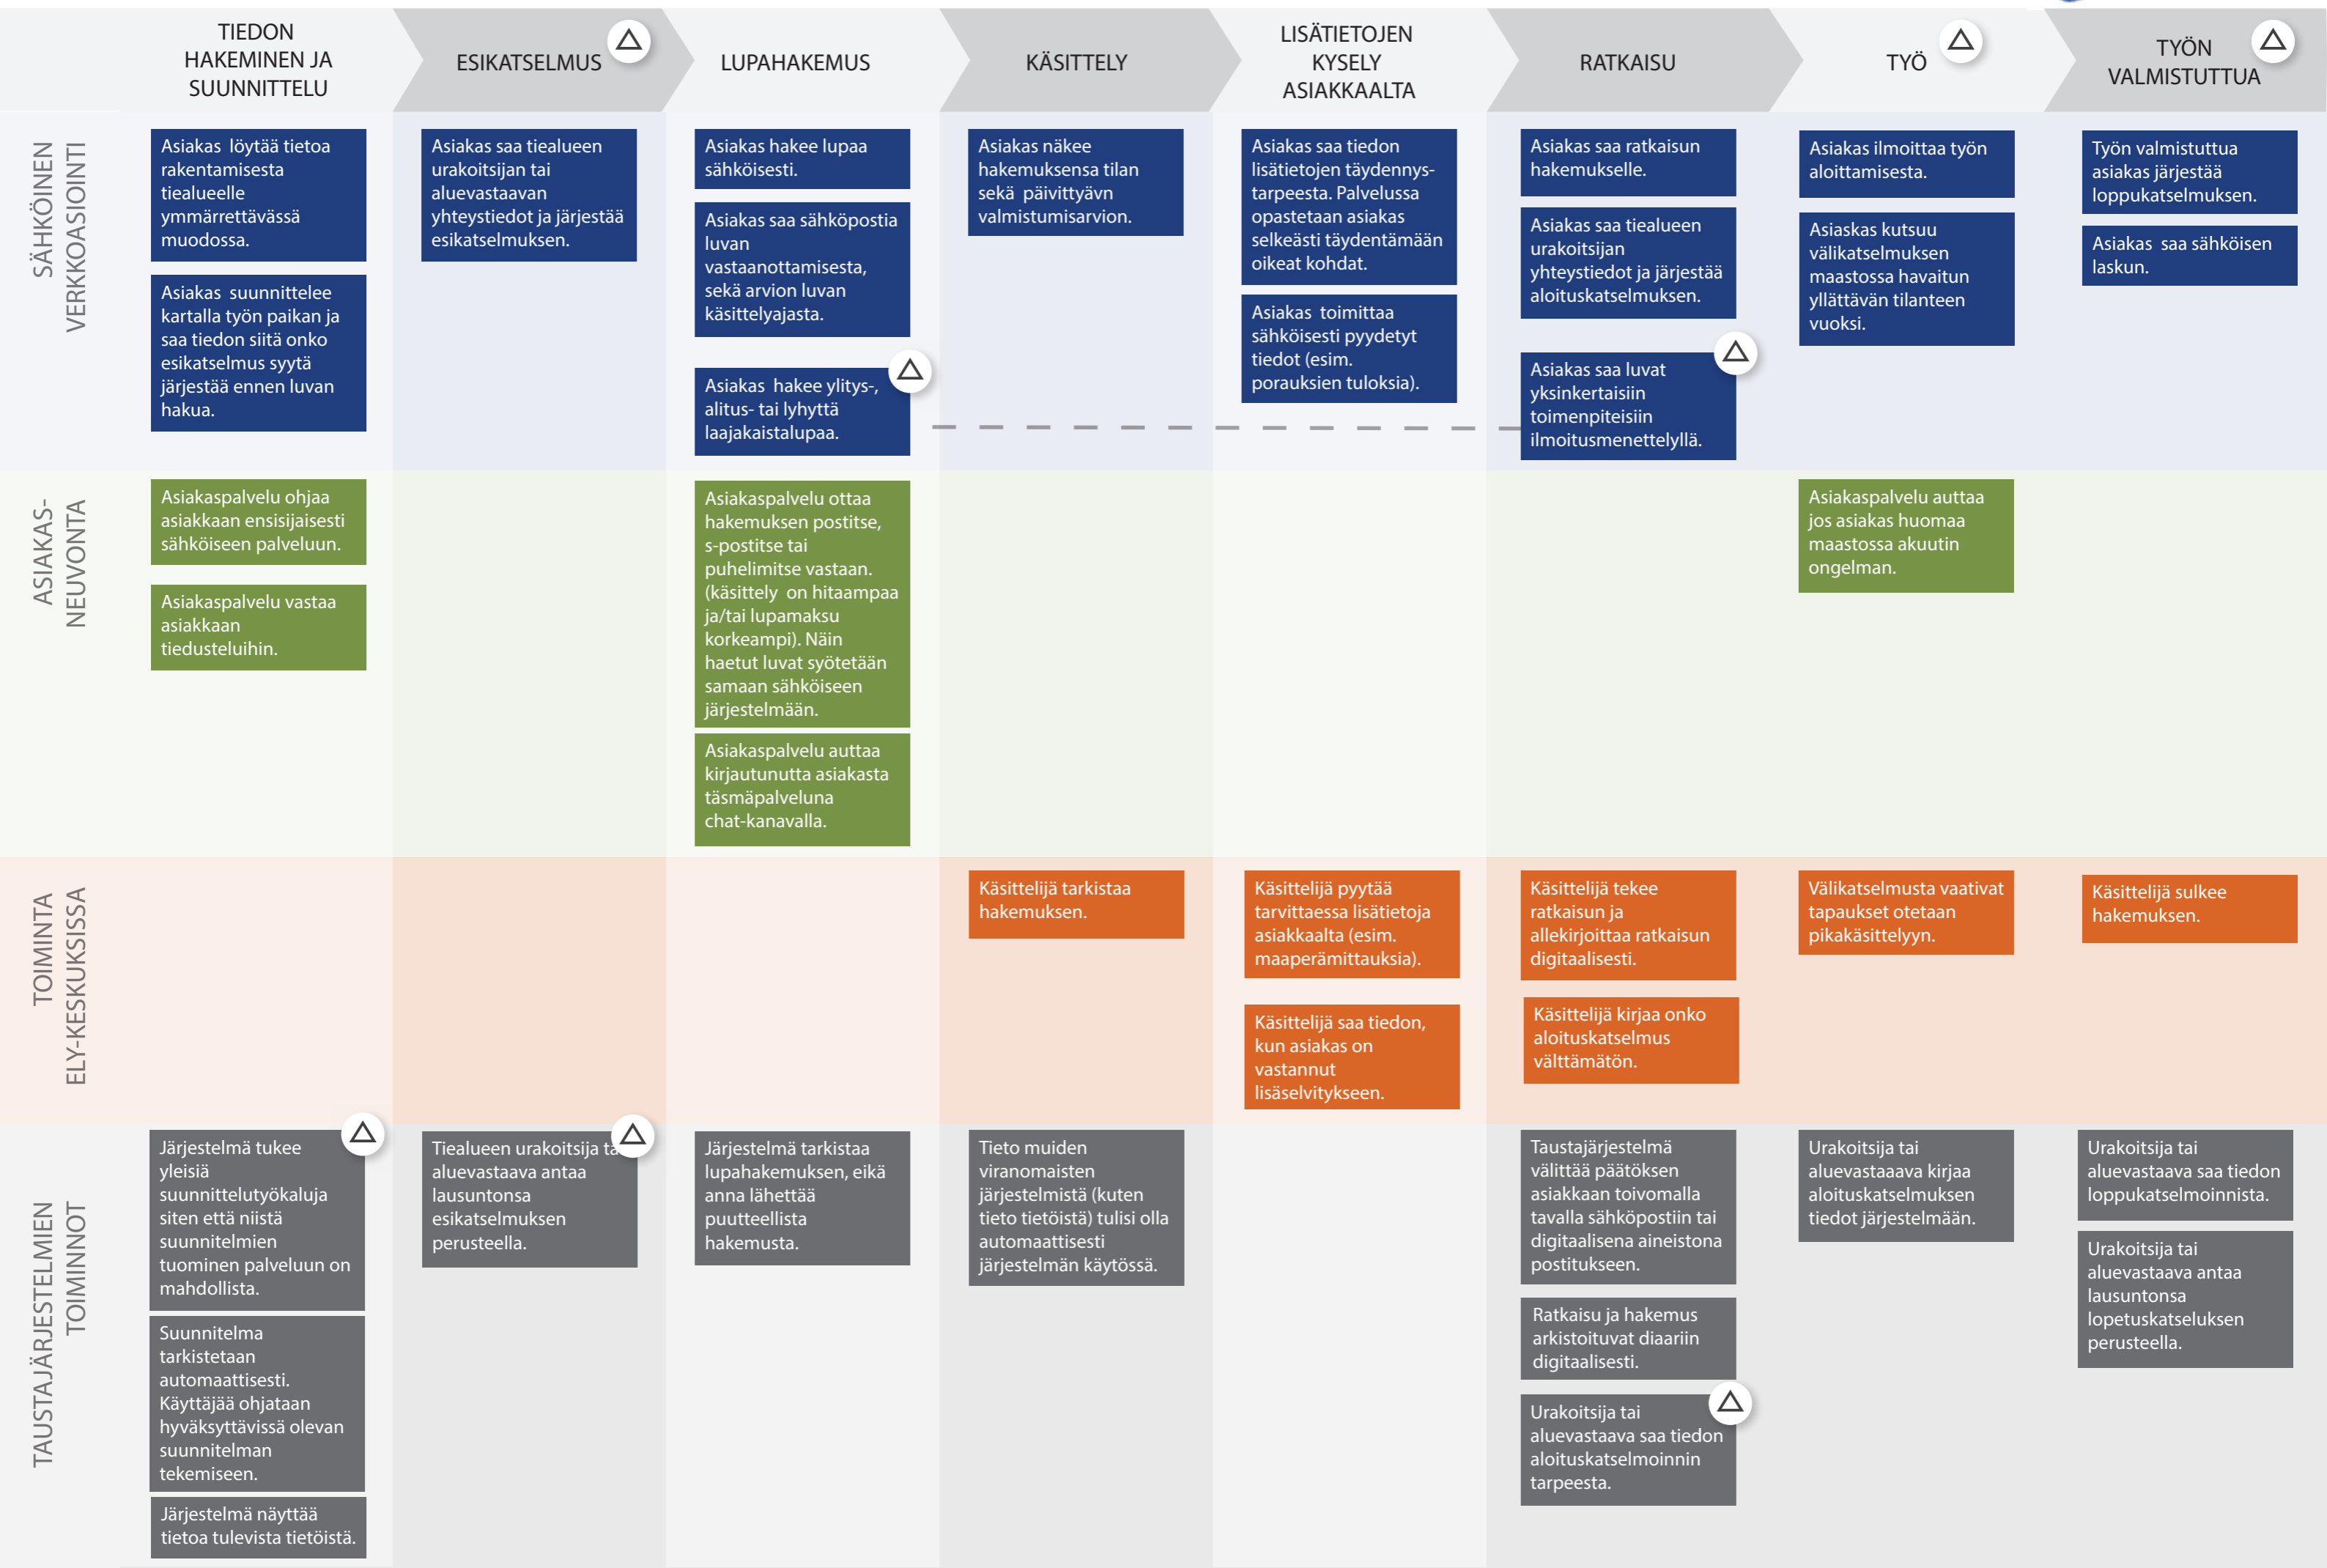 TIEDON
HAKEMINEN JA
SUUNNITTELU
ESIKATSELMUS
LUPAHAKEMUS
KÄSITTELY
LISÄTIETOJEN
KYSELY
ASIAKKAALTA
RATKAISU
TYÖ
TYÖN
VALMISTUTTUA
SÄHKÖINEN
VERKKOASIOINTI
Asiakas löytää tietoa
rakentamisesta
tiealueelle
ymmärrettävässä
muodossa.
Asiakas suunnittelee
kartalla työn paikan ja
saa tiedon siitä onko
esikatselmus syytä
järjestää ennen luvan
hakua.
Asiakas saa tiealueen
urakoitsijan tai
aluevastaavan
yhteystiedot ja järjestää
esikatselmuksen.
Asiakas hakee lupaa
sähköisesti.
Asiakas saa sähköpostia
luvan
vastaanottamisesta,
sekä arvion luvan
käsittelyajasta.
Asiakas hakee ylitys-,
alitus- tai lyhyttä
laajakaistalupaa.
Asiakas näkee
hakemuksensa tilan
sekä päivittyävn
valmistumisarvion.
Asiakas saa tiedon
lisätietojen täydennys-
tarpeesta. Palvelussa
opastetaan asiakas
selkeästi täydentämään
oikeat kohdat.
Asiakas toimittaa
sähköisesti pyydetyt
tiedot (esim.
porauksien tuloksia).
Asiakas saa ratkaisun
hakemukselle.
Asiakas saa tiealueen
urakoitsijan
yhteystiedot ja järjestää
aloituskatselmuksen.
Asiakas saa luvat
yksinkertaisiin
toimenpiteisiin
ilmoitusmenettelyllä.
Asiakas ilmoittaa työn
aloittamisesta.
Asiaskas kutsuu
välikatselmuksen
maastossa havaitun
yllättävän tilanteen
vuoksi.
Työn valmistuttua
asiakas järjestää
loppukatselmuksen.
Asiakas saa sähköisen
laskun.
ASIAKAS-
NEUVONTA
Asiakaspalvelu ohjaa
asiakkaan ensisijaisesti
sähköiseen palveluun.
Asiakaspalvelu vastaa
asiakkaan
tiedusteluihin.
Asiakaspalvelu ottaa
hakemuksen postitse,
s-postitse tai
puhelimitse vastaan.
(käsittely on hitaampaa
ja/tai lupamaksu
korkeampi). Näin
haetut luvat syötetään
samaan sähköiseen
järjestelmään.
Asiakaspalvelu auttaa
kirjautunutta asiakasta
täsmäpalveluna
chat-kanavalla.
Asiakaspalvelu auttaa
jos asiakas huomaa
maastossa akuutin
ongelman.
TOIMINTA
ELY-KESKUKSISSA
Käsittelijä tarkistaa
hakemuksen.
Käsittelijä pyytää
tarvittaessa lisätietoja
asiakkaalta (esim.
maaperämittauksia).
Käsittelijä saa tiedon,
kun asiakas on
vastannut
lisäselvitykseen.
Käsittelijä tekee
ratkaisun ja
allekirjoittaa ratkaisun
digitaalisesti.
Käsittelijä kirjaa onko
aloituskatselmus
välttämätön.
Välikatselmusta vaativat
tapaukset otetaan
pikakäsittelyyn.
Käsittelijä sulkee
hakemuksen.
TAUSTAJÄRJESTELMIEN
TOIMINNOT
Järjestelmä tukee
yleisiä
suunnittelutyökaluja
siten että niistä
suunnitelmien
tuominen palveluun on
mahdollista.
Suunnitelma
tarkistetaan
automaattisesti.
Käyttäjää ohjataan
hyväksyttävissä olevan
suunnitelman
tekemiseen.
Järjestelmä näyttää
tietoa tulevista tietöistä.
Tiealueen urakoitsija
aluevastaava antaa
lausuntonsa
esikatselmuksen
perusteella.
Järjestelmä tarkistaa
lupahakemuksen, eikä
anna lähettää
puutteellista
hakemusta.
Tieto muiden
viranomaisten
järjestelmistä (kuten
tieto tietöistä) tulisi olla
automaattisesti
järjestelmän käytössä.
Taustajärjestelmä
välittää päätöksen
asiakkaan toivomalla
tavalla sähköpostiin tai
digitaalisena aineistona
postitukseen.
Ratkaisu ja hakemus
arkistoituvat diaariin
digitaalisesti.
Urakoitsija tai
aluevastaava saa tiedon
aloituskatselmoinnin
tarpeesta.
Urakoitsija tai
aluevastaaava kirjaa
aloituskatselmuksen
tiedot järjestelmään.
Urakoitsija tai
aluevastaava saa tiedon
loppukatselmoinnista.
Urakoitsija tai
aluevastaava antaa
lausuntonsa
lopetuskatseluksen
perusteella.